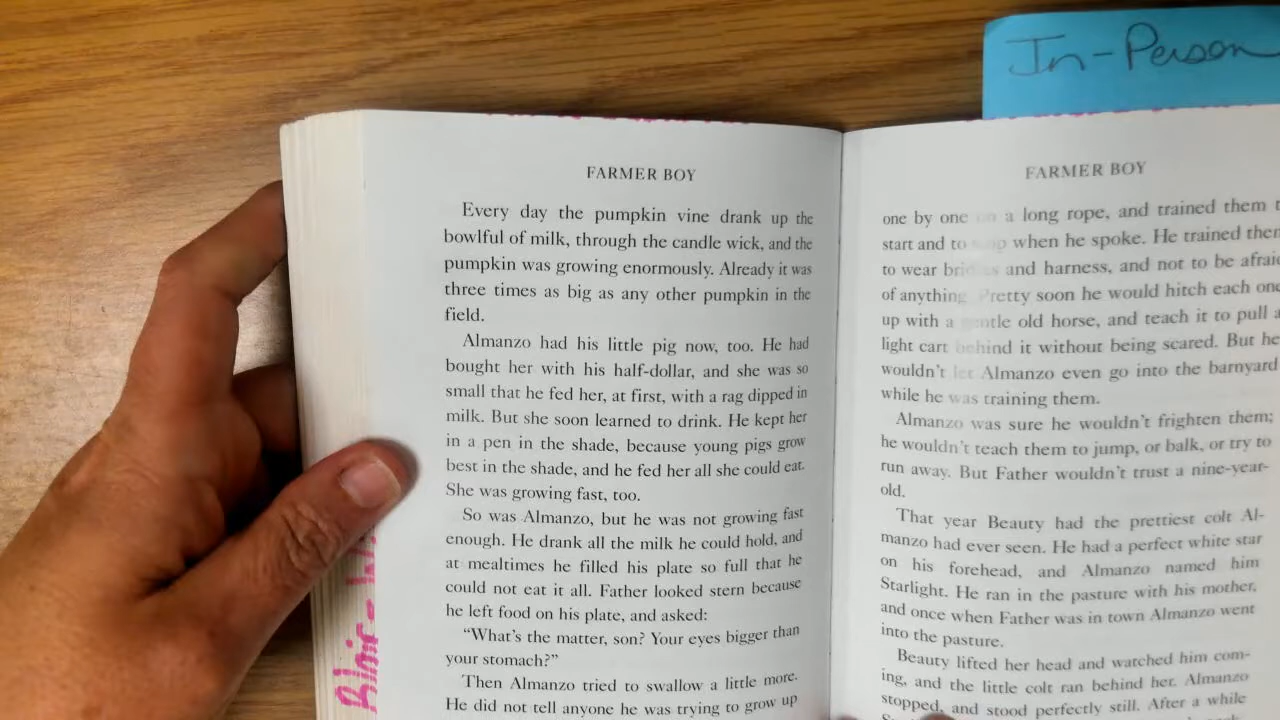 In-Person
FARMER BOY
Every day the pumpkin vine drank up the
bowlful of milk, through the candle wick, and the
pumpkin was growing enormously. Already it was
three times as big as any other pumpkin in the
field.
Almanzo had his little pig now, too. He had
bought her with his half-dollar, and she was so
small that he fed her, at first, with a rag dipped in
milk. But she soon learned to drink. He kept her
in a pen in the shade, because young pigs grow
best in the shade, and he fed her all she could eat.
She was growing fast, too.
So was Almanzo, but he was not growing fast
enough. He drank all the milk he could hold, and
at mealtimes he filled his plate so full that he
could not eat it all. Father looked stern because
he left food on his plate, and asked:
“What’s the matter, son? Your eyes bigger than
your stomach?”
Then Almanzo tried to swallow a little more.
He did not tell anyone he was trying to grow up
Blair
FARMER BOY
one by one a long rope, and trained them
start and to when he spoke. He trained
to wear and harness, and not to be
of anything. Pretty soon he would hitch each
up with a gentle old horse, and teach it to pull
light cart behind it without being scared. But he
wouldn’t let Almanzo even go into the barnyard
while he was training them.
Almanzo was sure he wouldn’t frighten them;
he wouldn’t teach them to jump, or balk, or try to
run away. But Father wouldn’t trust a nine-year-
old.
That year Beauty had the prettiest colt Al-
manzo had ever seen. He had a perfect white star
on his forehead, and Almanzo named him
Starlight. He ran in the pasture with his mother,
and once when Father was in town Almanzo went
into the pasture.
Beauty lifted her head and watched him com-
ing, and the little colt ran behind her. Almanzo
stopped, and stood perfectly still. After a while